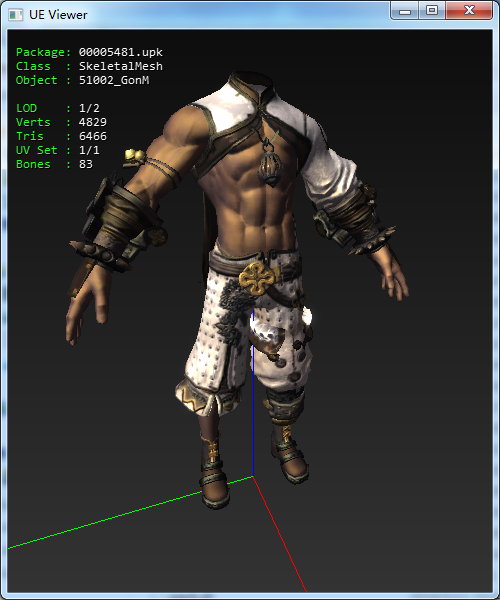 UE Viewer
Package: 00005481.upk
Class : SkeletalMesh
Object : 51002_GonM
LOD : 1/2
Verts : 4829
Tris : 6466
UV Set : 1/1
Bones : 83